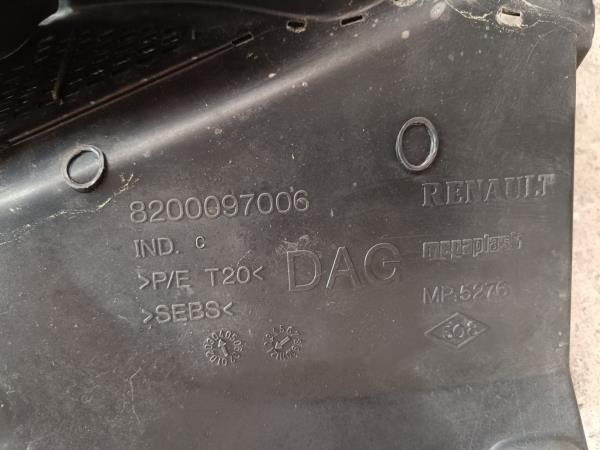 8200097006
RENAULT
IND. C
megaplast
>P/E T20<
DAG
MP.5276
>SEBS<